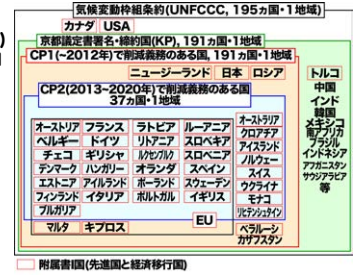 気候変動枠組条約(UNFCCC, 195ヵ国・1地域)
カナダ USA
京都議定書署名・締約国(KP), 191ヵ国・1地域
CP1(~2012年)で削減義務のある国, 191ヵ国・1地域
ニュージーランド 日本 ロシア
CP2(2013~2020年)で削減義務のある国
37ヵ国・1地域
オーストリア フランス ラトビア ルーアニア
ベルギー ドイツ リトアニア スロベキア
チェコ ギリシャ ルクセンブルク スロベニア
デンマーク ハンガリー オランダ スペイン
エストニア アイルランド ポーランド スウェーデン
フィンランド イタリア ポルトガル イギリス
ブルガリア
EU
マルタ キプロス
オーストラリア
クロアチア
アイスランド
ノルウェー
スイス
ウクライナ
モナコ
リヒテンシュタイン
ベラルーシ
カザフスタン
トルコ
中国
インド
韓国
メキシコ
南アフリカ
ブラジル
インドネシア
アフガニスタン
サウジアラビア
等
附属書I国(先進国と経済移行国)